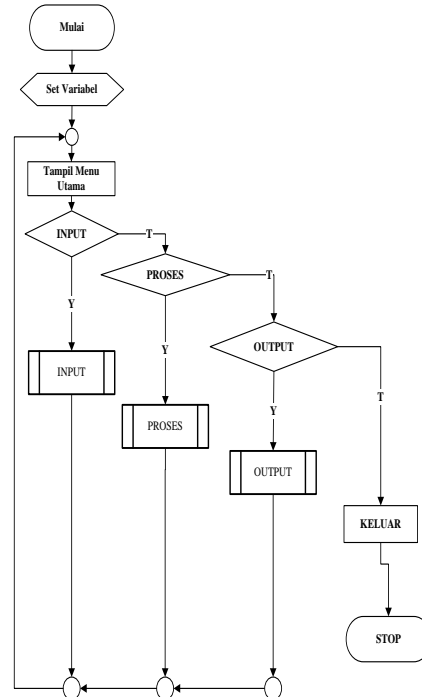 Mulai
Set Variabel
Tampil Menu
Utama
INPUT
T
PROSES
T
OUTPUT
Y
Y
Y
T
INPUT
PROSES
OUTPUT
KELUAR
STOP